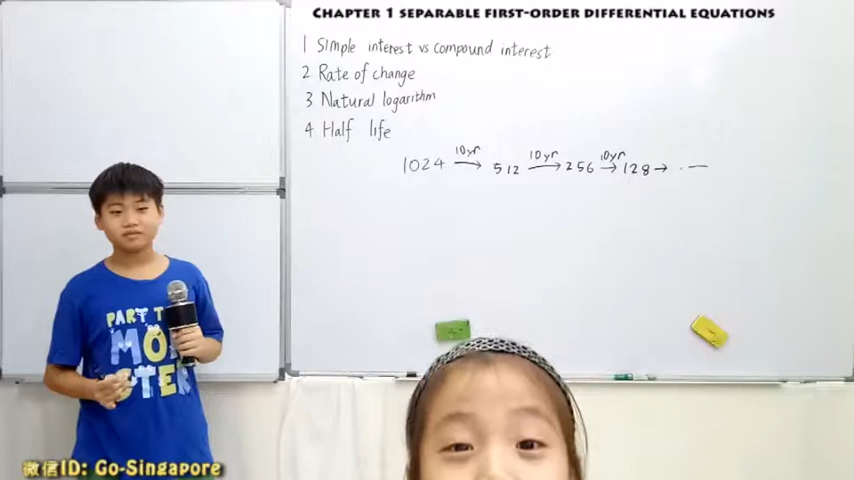 CHAPTER 1 SEPARABLE FIRST-ORDER DIFFERENTIAL EQUATIONS
1 Simple interest vs compound interest
2 Rate of change
3 Natural logarithm
4 Half life
1024 10yr→ 512 10yr→ 256 10yr→ 128→ · —
PART
MO
TER
微信ID: Go-Singapore